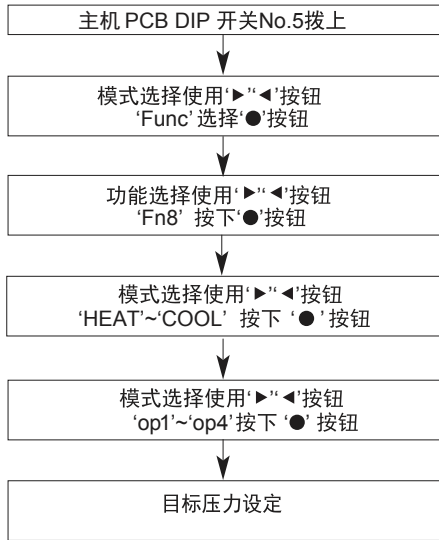 主机 PCB DIP 开关No.5拨上
模式选择使用‘▶’‘◀’按钮
‘Func’ 选择‘●’按钮
功能选择使用‘▶’‘◀’按钮
‘Fn8’ 按下‘●’按钮
模式选择使用‘▶’‘◀’按钮
‘HEAT’~‘COOL’ 按下 ‘●’ 按钮
模式选择使用‘▶’‘◀’按钮
‘op1’~‘op4’按下 ‘●’ 按钮
目标压力设定